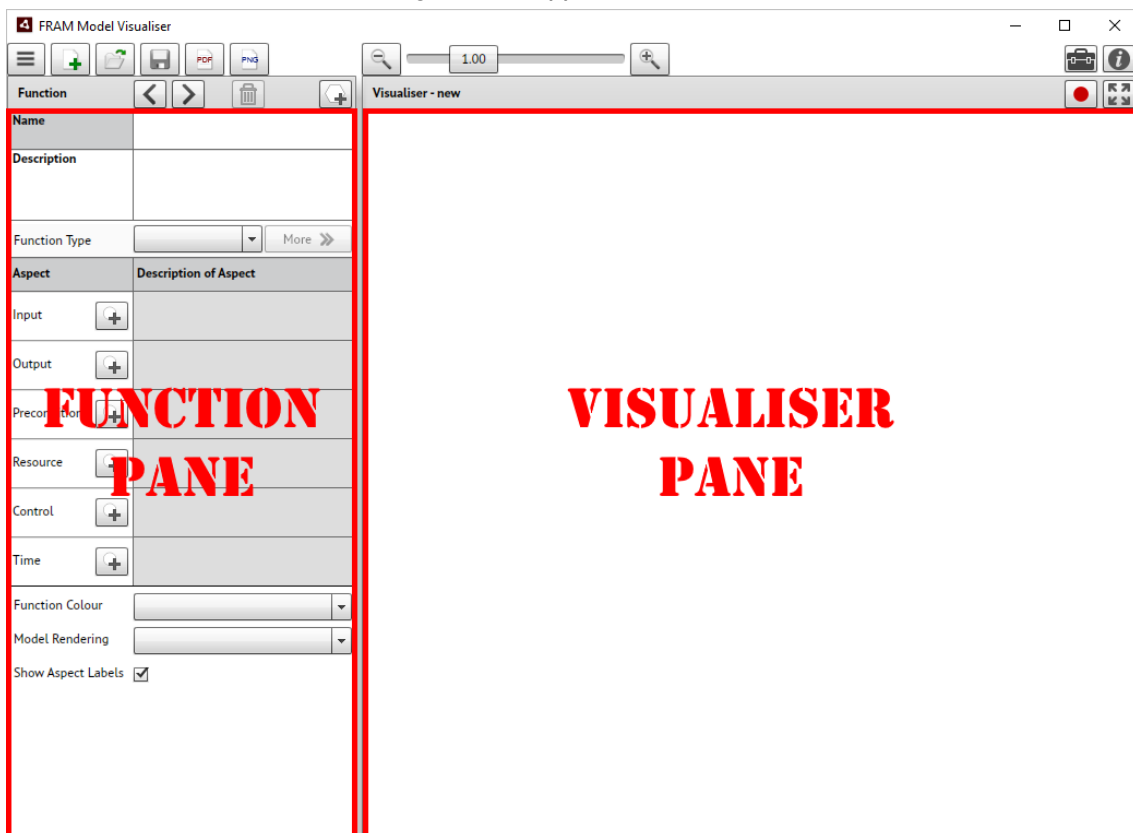 FRAM Model Visualiser
PDF
PNG
1.00
Function
Visualiser - new
Name
Description
Function Type
More
Aspect
Description of Aspect
Input
Output
Precondition
FUNCTION
PANE
VISUALISER
PANE
Resource
Control
Time
Function Colour
Model Rendering
Show Aspect Labels